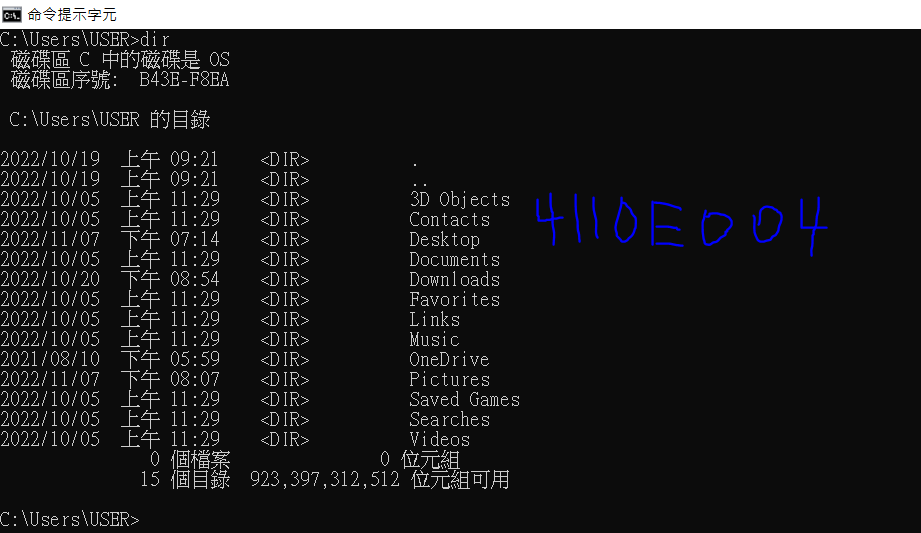 命令提示字元
C:\Users\USER>dir
磁碟區 C 中的磁碟是 OS
磁碟區序號:  B43E-F8EA
C:\Users\USER 的目錄
2022/10/19  上午 09:21    <DIR>          .
2022/10/19  上午 09:21    <DIR>          ..
2022/10/05  上午 11:29    <DIR>          3D Objects
2022/10/05  上午 11:29    <DIR>          Contacts
2022/11/07  下午 07:14    <DIR>          Desktop
2022/10/05  上午 11:29    <DIR>          Documents
2022/10/20  下午 08:54    <DIR>          Downloads
2022/10/05  上午 11:29    <DIR>          Favorites
2022/10/05  上午 11:29    <DIR>          Links
2022/10/05  上午 11:29    <DIR>          Music
2021/08/10  下午 05:59    <DIR>          OneDrive
2022/11/07  下午 08:07    <DIR>          Pictures
2022/10/05  上午 11:29    <DIR>          Saved Games
2022/10/05  上午 11:29    <DIR>          Searches
2022/10/05  上午 11:29    <DIR>          Videos
0 個檔案               0 位元組
15 個目錄  923,397,312,512 位元組可用
C:\Users\USER>
4110E004